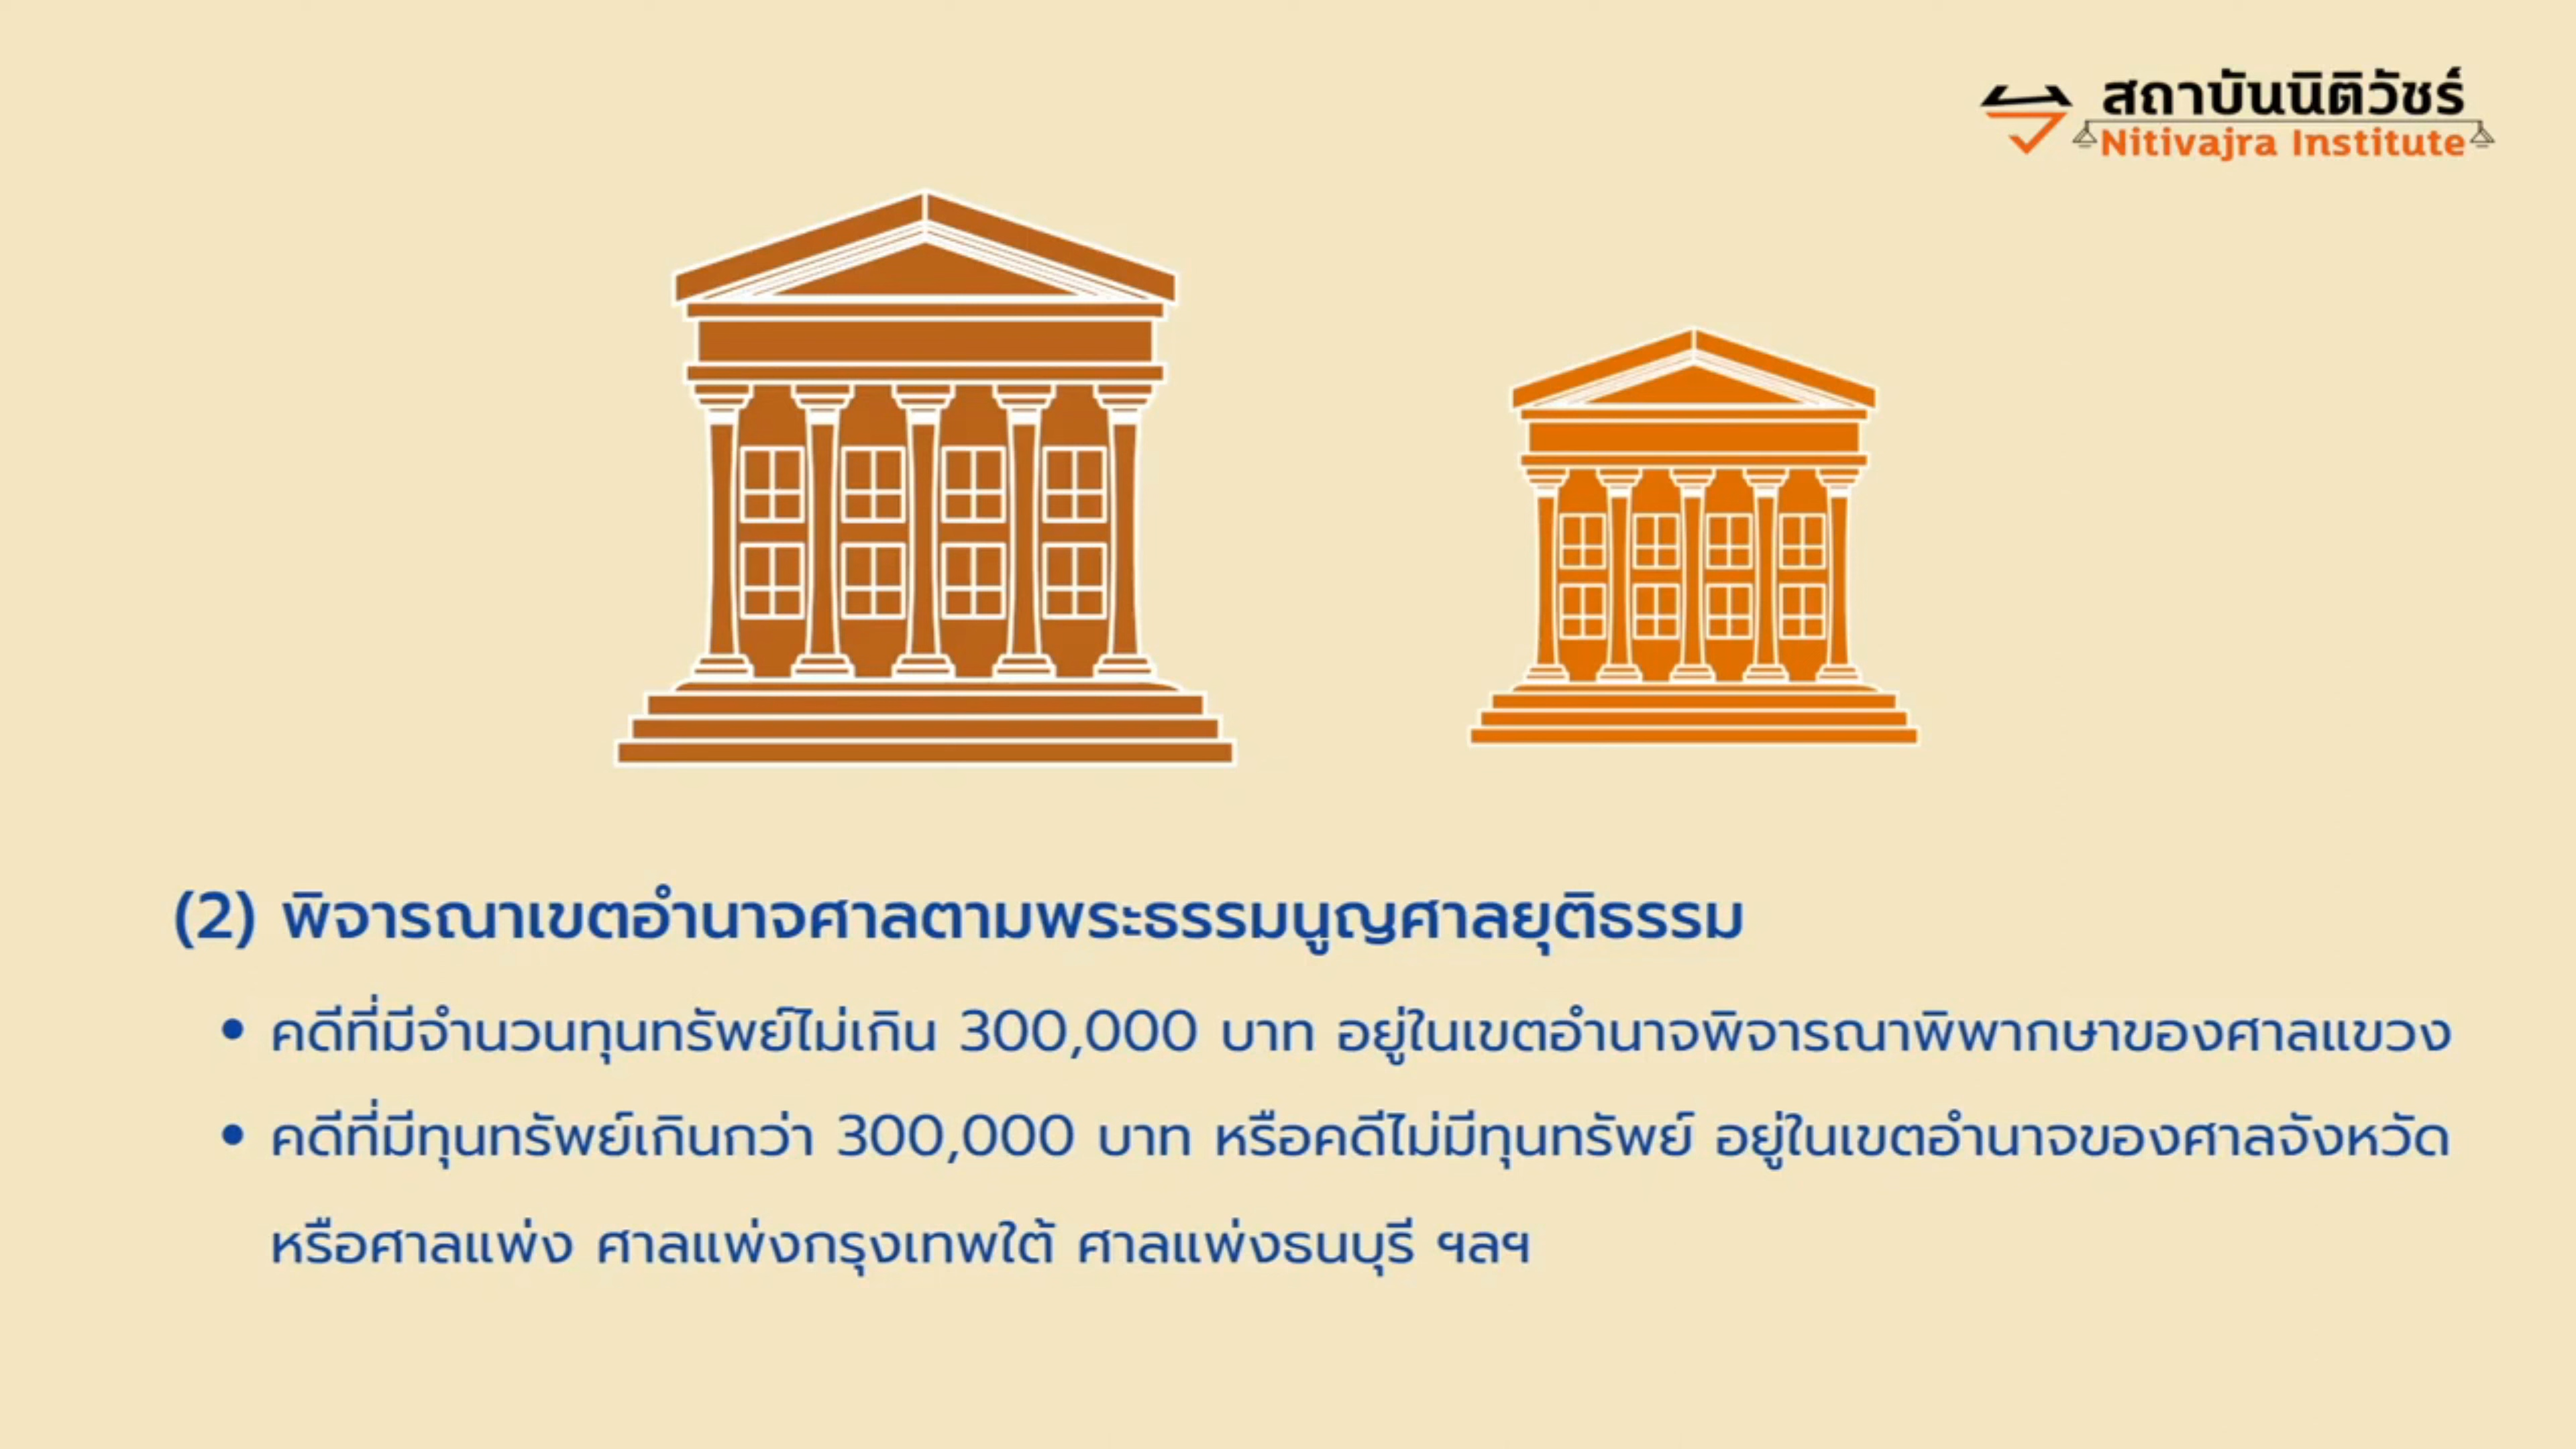 สถาบันนิติวัชร์
Nitivajra Institute
(2) พิจารณาเขตอำนาจศาลตามพระธรรมนูญศาลยุติธรรม
• คดีที่มีจำนวนทุนทรัพย์ไม่เกิน 300,000 บาท อยู่ในเขตอำนาจพิจารณาพิพากษาของศาลแขวง
• คดีที่มีทุนทรัพย์เกินกว่า 300,000 บาท หรือคดีไม่มีทุนทรัพย์ อยู่ในเขตอำนาจของศาลจังหวัด
หรือศาลแพ่ง ศาลแพ่งกรุงเทพใต้ ศาลแพ่งธนบุรี ฯลฯ